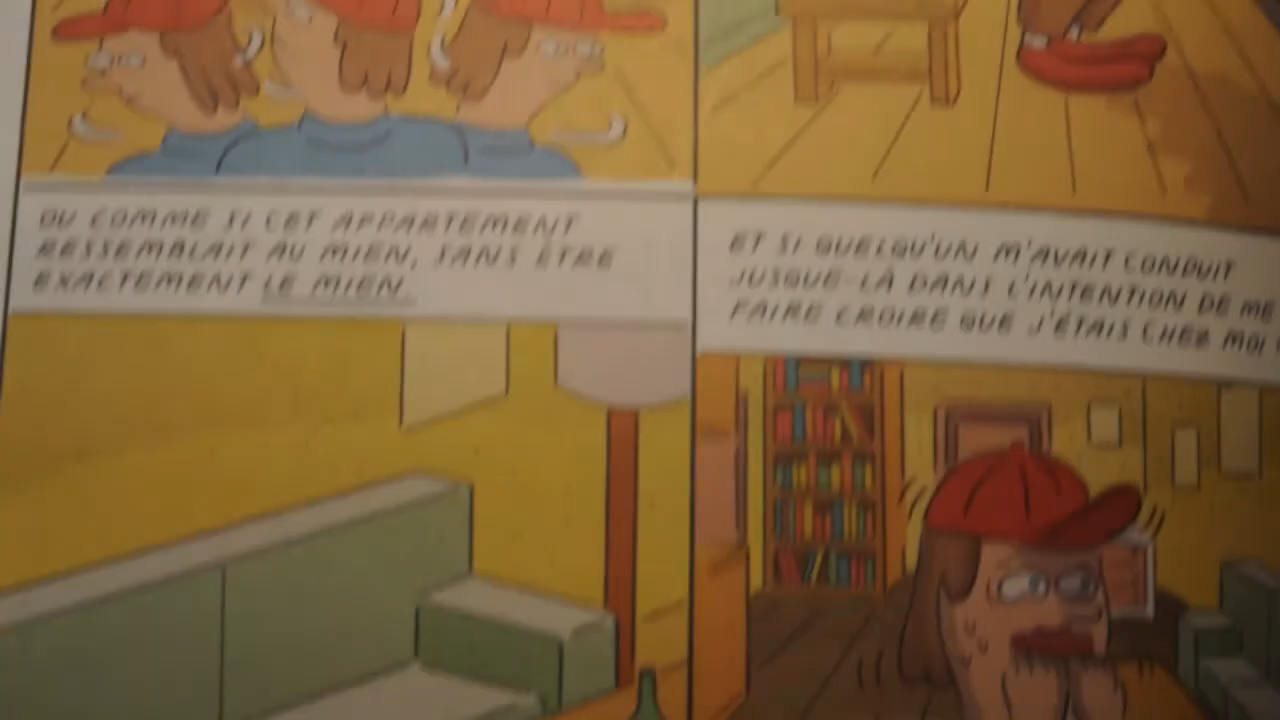 OU COMME SI CET APPARTEMENT
RESSEMBLAIT AU MIEN, SANS ÊTRE
EXACTEMENT LE MIEN.
ET SI QUELQU'UN M'AVAIT CONDUIT
JUSQUE-LÀ DANS L'INTENTION DE ME
FAIRE CROIRE QUE J'ÉTAIS CHEZ MOI